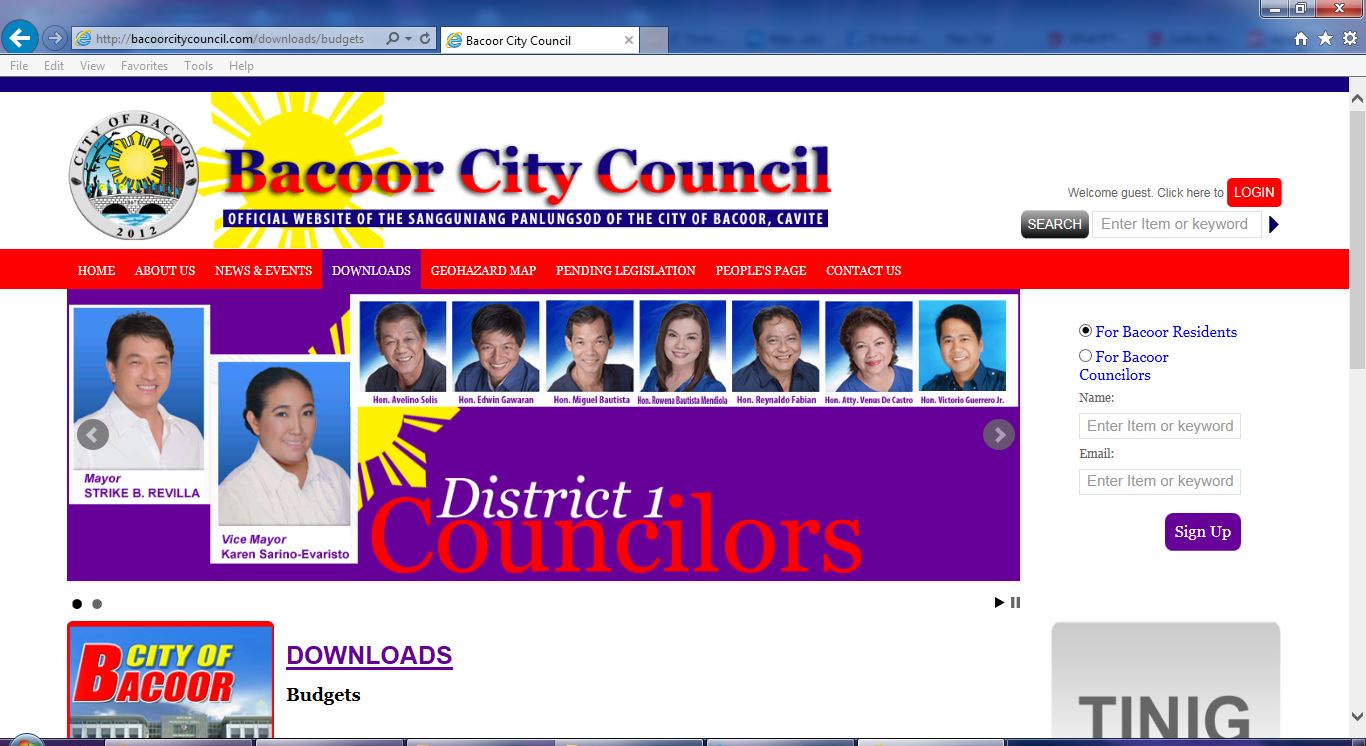 http://bacoorcitycouncil.com/downloads/budgets
Bacoor City Council
File Edit View Favorites Tools Help
CITY OF BACOOR
2012
Bacoor City Council
OFFICIAL WEBSITE OF THE SANGGUNIANG PANLUNGSOD OF THE CITY OF BACOOR, CAVITE
Welcome guest. Click here to LOGIN
SEARCH Enter Item or keyword
HOME ABOUT US NEWS & EVENTS DOWNLOADS GEOHAZARD MAP PENDING LEGISLATION PEOPLE'S PAGE CONTACT US
Hon. Avelino Solis Hon. Edwin Gawaran Hon. Miguel Bautista Hon. Rowena Bautista Mendiola Hon. Reynaldo Fabian Hon. Atty. Venus De Castro Hon. Victorio Guerrero Jr.
Mayor
STRIKE B. REVILLA
Vice Mayor
Karen Sarino-Evaristo
District 1
Councilors
For Bacoor Residents
For Bacoor
Councilors
Name:
Enter Item or keyword
Email:
Enter Item or keyword
Sign Up
CITY OF
BACOOR
DOWNLOADS
Budgets
TINIG